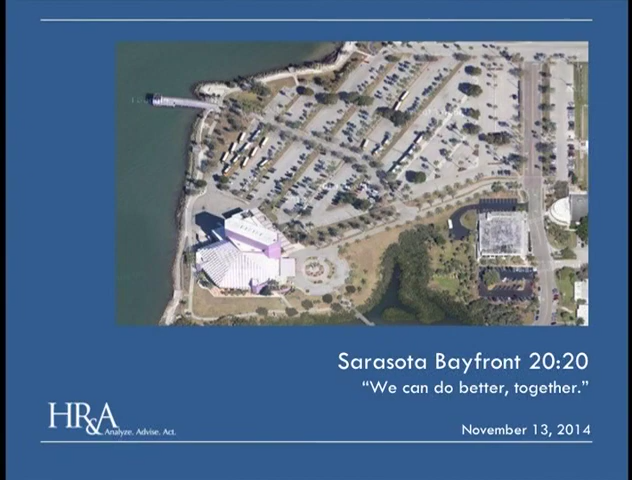 Sarasota Bayfront 20:20
“We can do better, together.”
HR&A Analyze. Advise. Act.
November 13, 2014